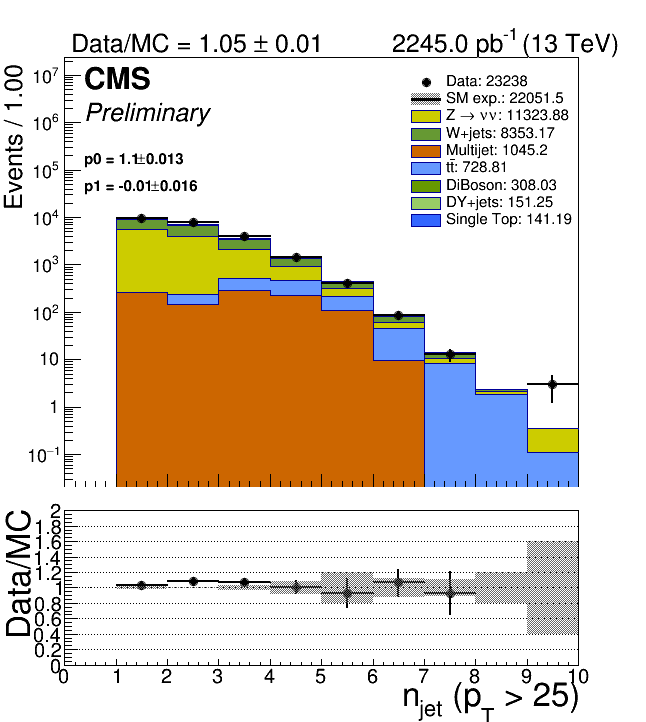 Data/MC = 1.05 ± 0.01 2245.0 pb⁻¹ (13 TeV)
CMS
Preliminary
p0 = 1.1±0.013
p1 = -0.01±0.016
Data: 23238
SM exp.: 22051.5
Z → νν: 11323.88
W+jets: 8353.17
Multijet: 1045.2
tt̄: 728.81
DiBoson: 308.03
DY+jets: 151.25
Single Top: 141.19
Events / 1.00
10⁷
10⁶
10⁵
10⁴
10³
10²
10
1
10⁻¹
Data/MC
2
1.8
1.6
1.4
1.2
1
0.8
0.6
0.4
0.2
0
0 1 2 3 4 5 6 7 8 9 10
n_jet (p_T > 25)